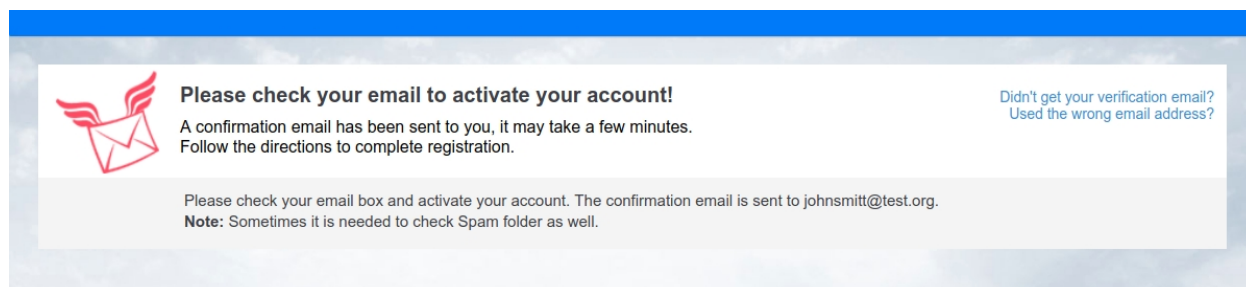 Please check your email to activate your account!
A confirmation email has been sent to you, it may take a few minutes.
Follow the directions to complete registration.
Didn't get your verification email?
Used the wrong email address?
Please check your email box and activate your account. The confirmation email is sent to johnsmitt@test.org.
Note: Sometimes it is needed to check Spam folder as well.